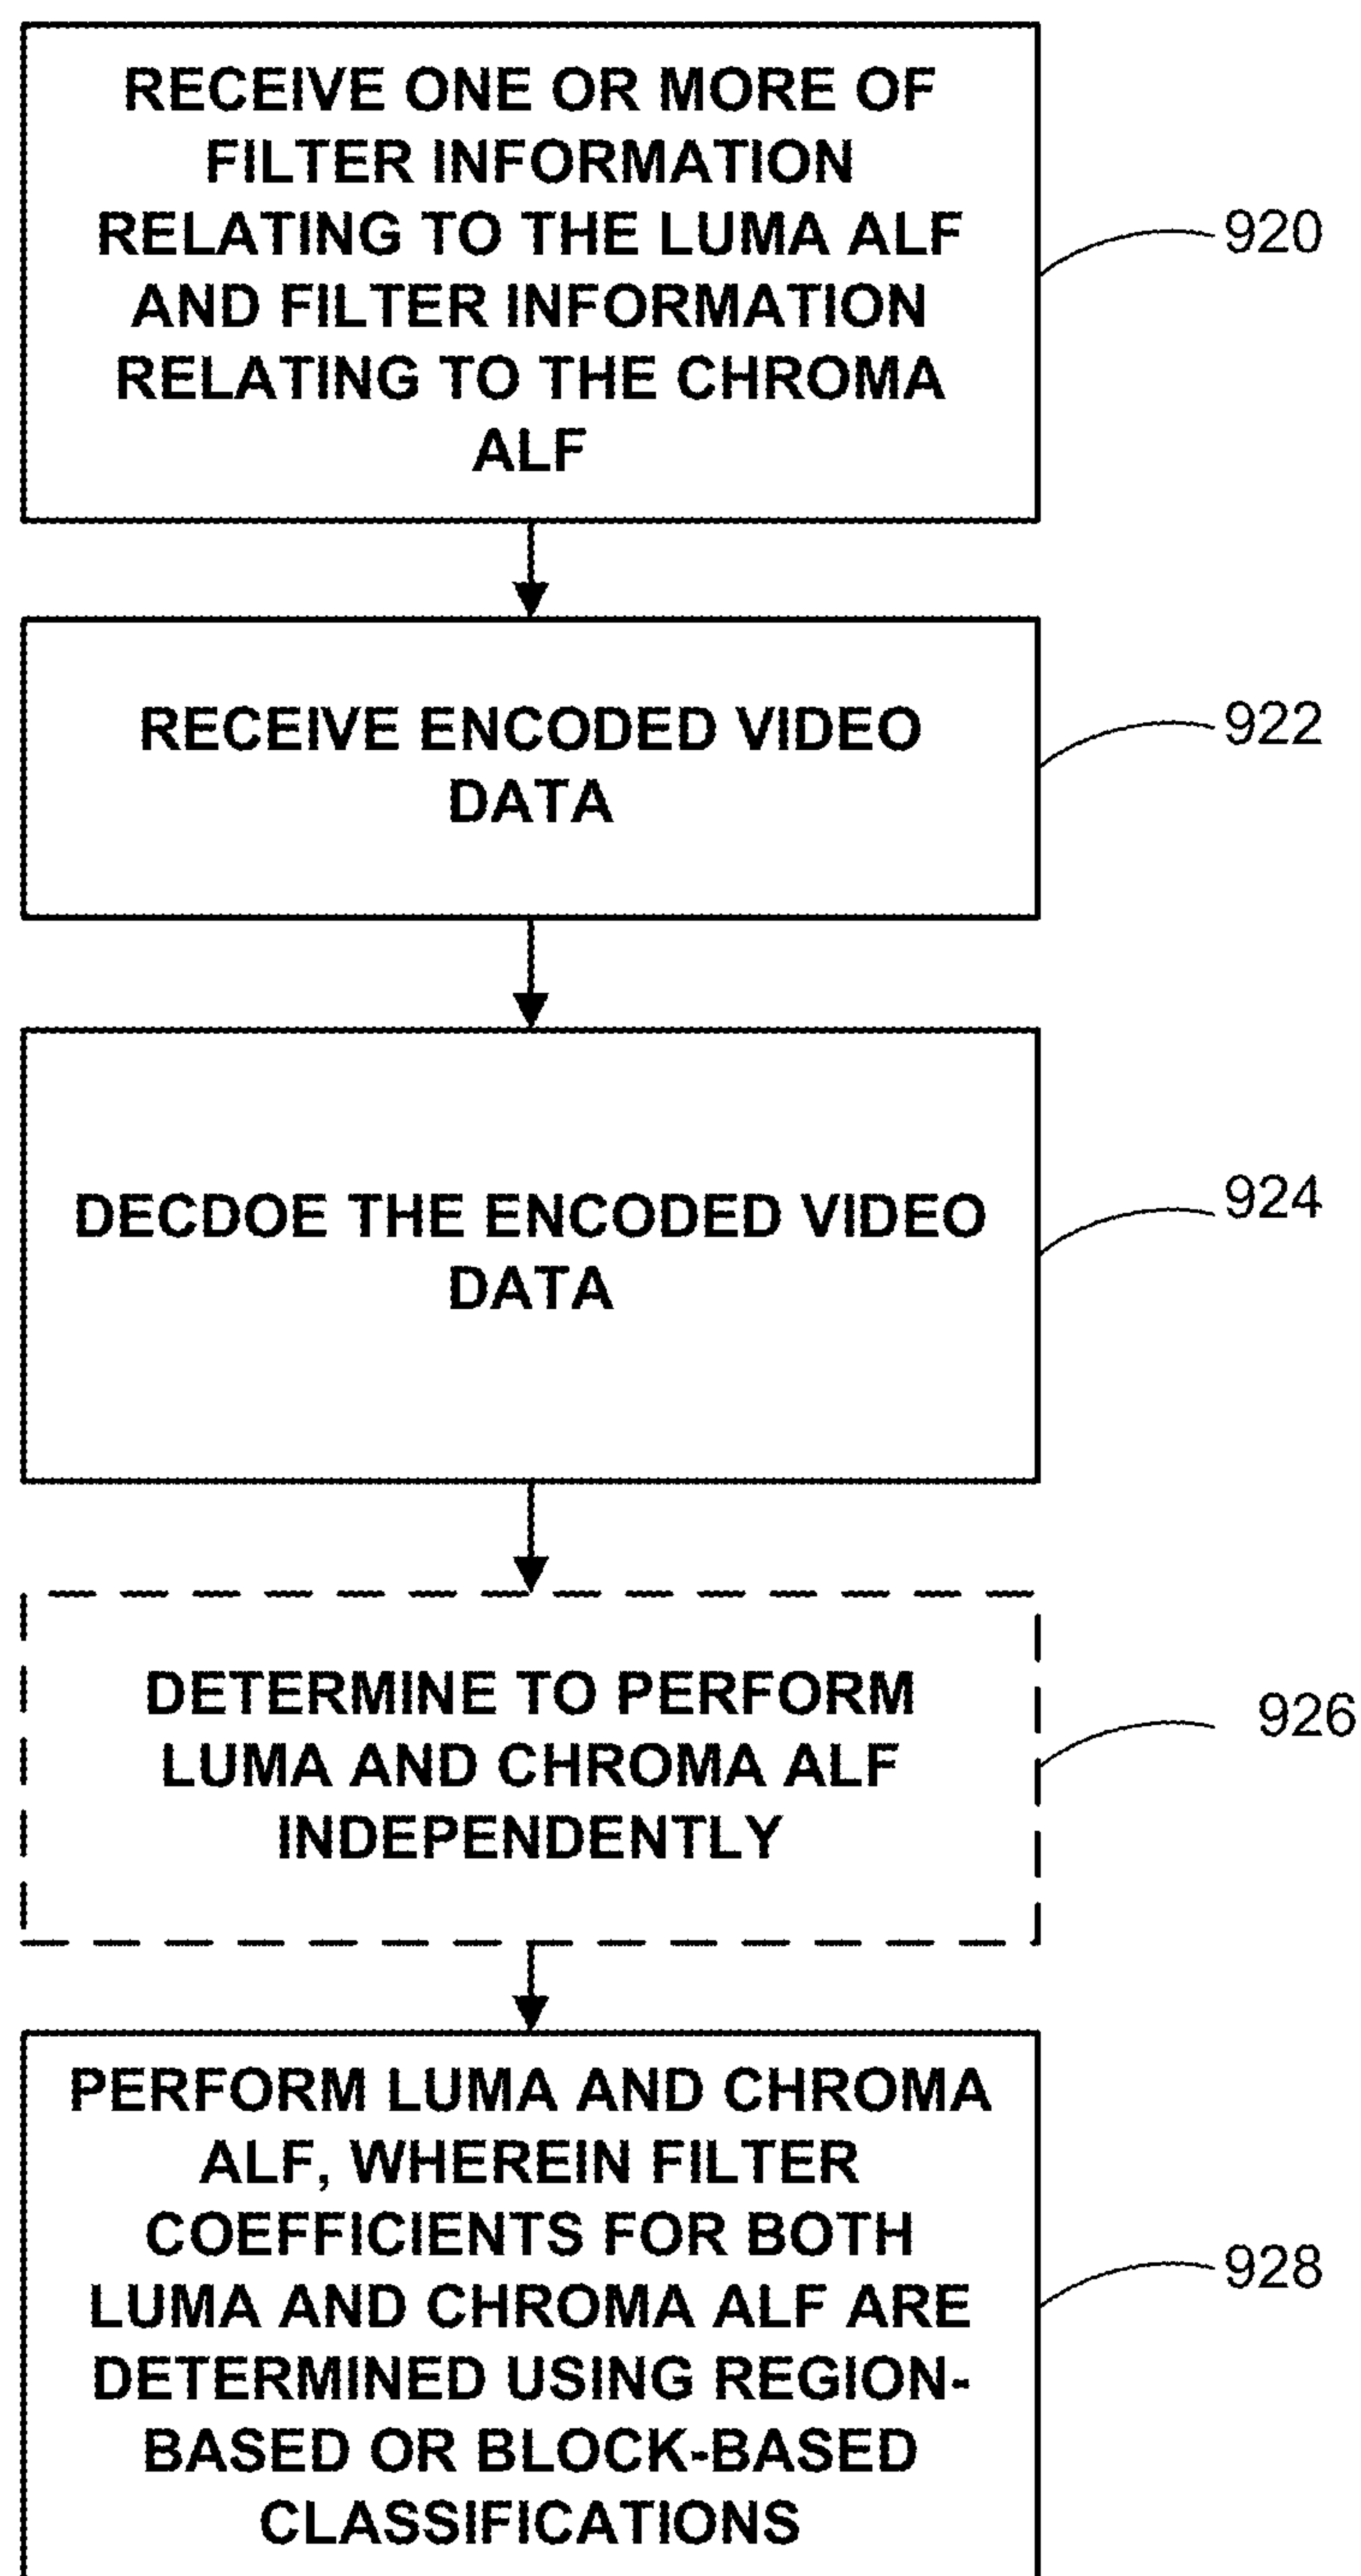 RECEIVE ONE OR MORE OF
FILTER INFORMATION
RELATING TO THE LUMA ALF
AND FILTER INFORMATION
RELATING TO THE CHROMA
ALF
920
RECEIVE ENCODED VIDEO
DATA
922
DECDOE THE ENCODED VIDEO
DATA
924
DETERMINE TO PERFORM
LUMA AND CHROMA ALF
INDEPENDENTLY
926
PERFORM LUMA AND CHROMA
ALF, WHEREIN FILTER
COEFFICIENTS FOR BOTH
LUMA AND CHROMA ALF ARE
DETERMINED USING REGION-
BASED OR BLOCK-BASED
CLASSIFICATIONS
928